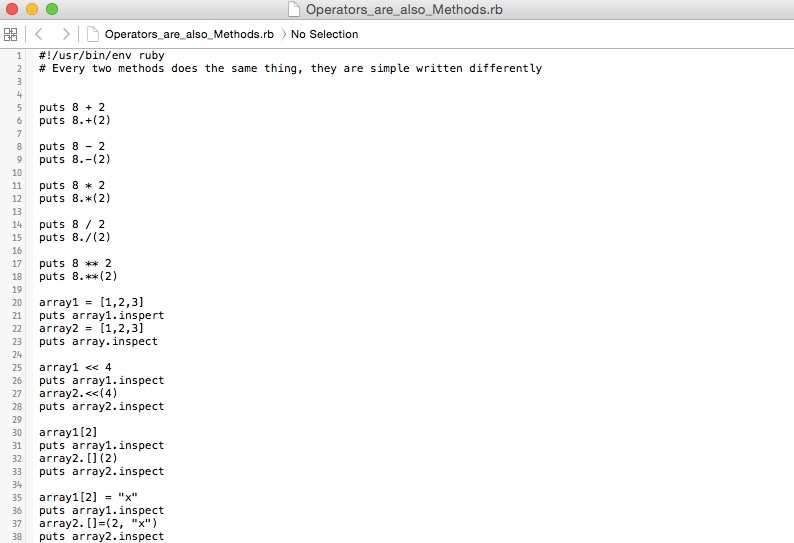 Operators_are_also_Methods.rb
Operators_are_also_Methods.rb No Selection
1 #!/usr/bin/env ruby
2 # Every two methods does the same thing, they are simple written differently
3
4
5 puts 8 + 2
6 puts 8.+(2)
7
8 puts 8 - 2
9 puts 8.-(2)
10
11 puts 8 * 2
12 puts 8.*(2)
13
14 puts 8 / 2
15 puts 8./(2)
16
17 puts 8 ** 2
18 puts 8.**(2)
19
20 array1 = [1,2,3]
21 puts array1.inspert
22 array2 = [1,2,3]
23 puts array.inspect
24
25 array1 << 4
26 puts array1.inspect
27 array2.<<(4)
28 puts array2.inspect
29
30 array1[2]
31 puts array1.inspect
32 array2.[](2)
33 puts array2.inspect
34
35 array1[2] = "x"
36 puts array1.inspect
37 array2.[]=(2, "x")
38 puts array2.inspect